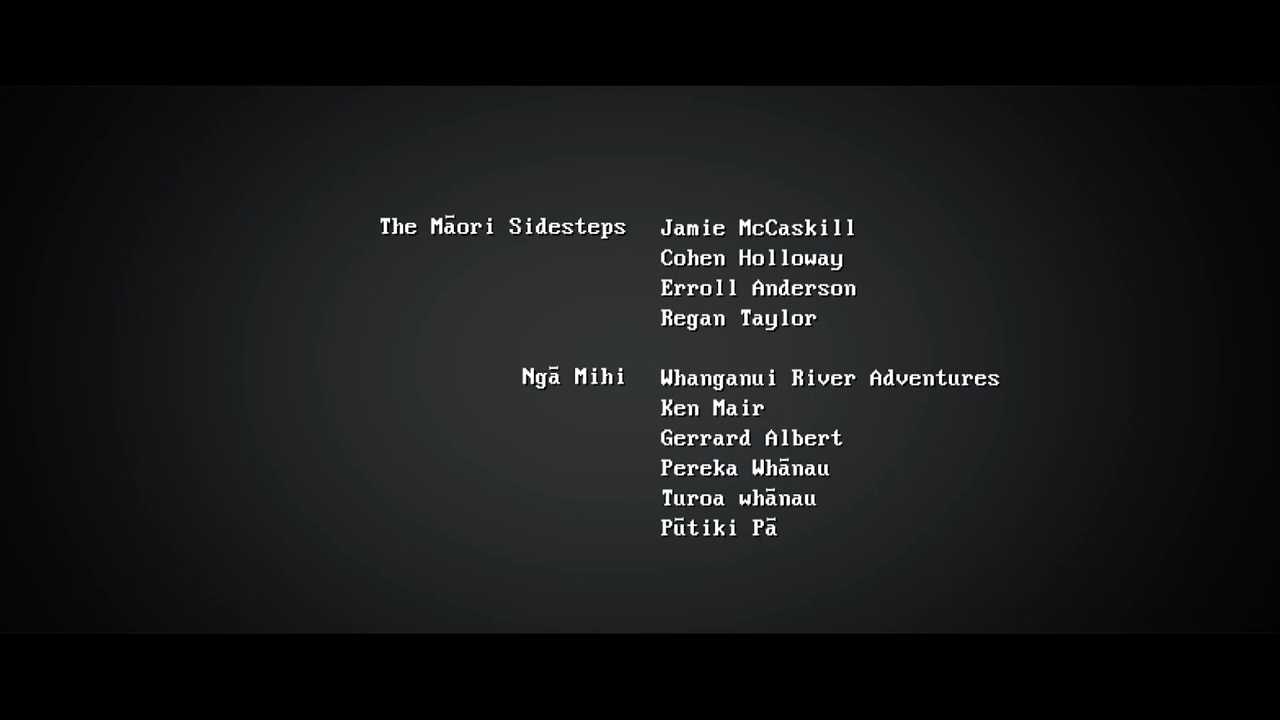 The Māori Sidesteps Jamie McCaskill
Cohen Holloway
Erroll Anderson
Regan Taylor
Ngā Mihi Whanganui River Adventures
Ken Mair
Gerrard Albert
Pereka Whānau
Turoa whānau
Pūtiki Pā